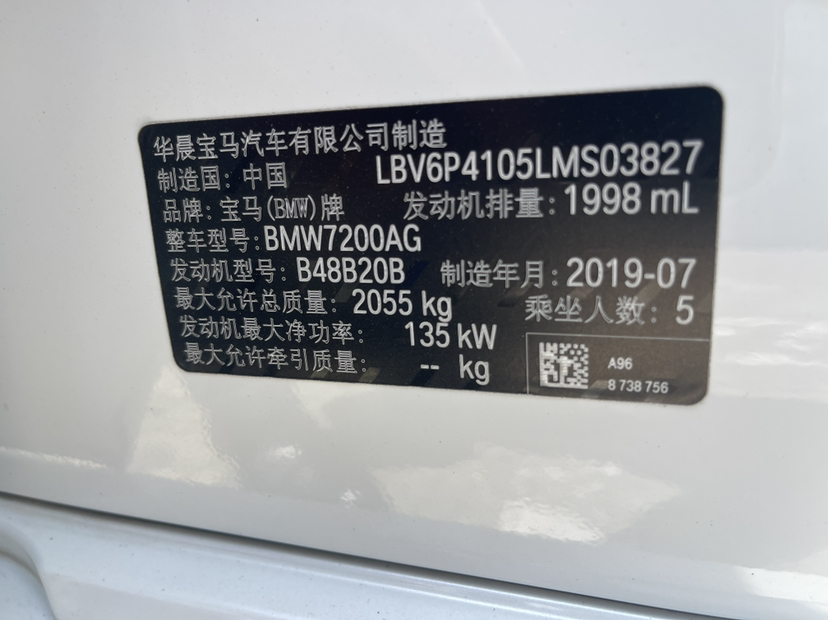 华晨宝马汽车有限公司制造
制造国：中国 LBV6P4105LMS03827
品牌：宝马(BMW)牌 发动机排量：1998 mL
整车型号：BMW7200AG
发动机型号：B48B20B 制造年月：2019-07
最大允许总质量：2055 kg 乘坐人数：5
发动机最大净功率： 135 kW
最大允许牵引质量： -- kg
A96
8 738 756